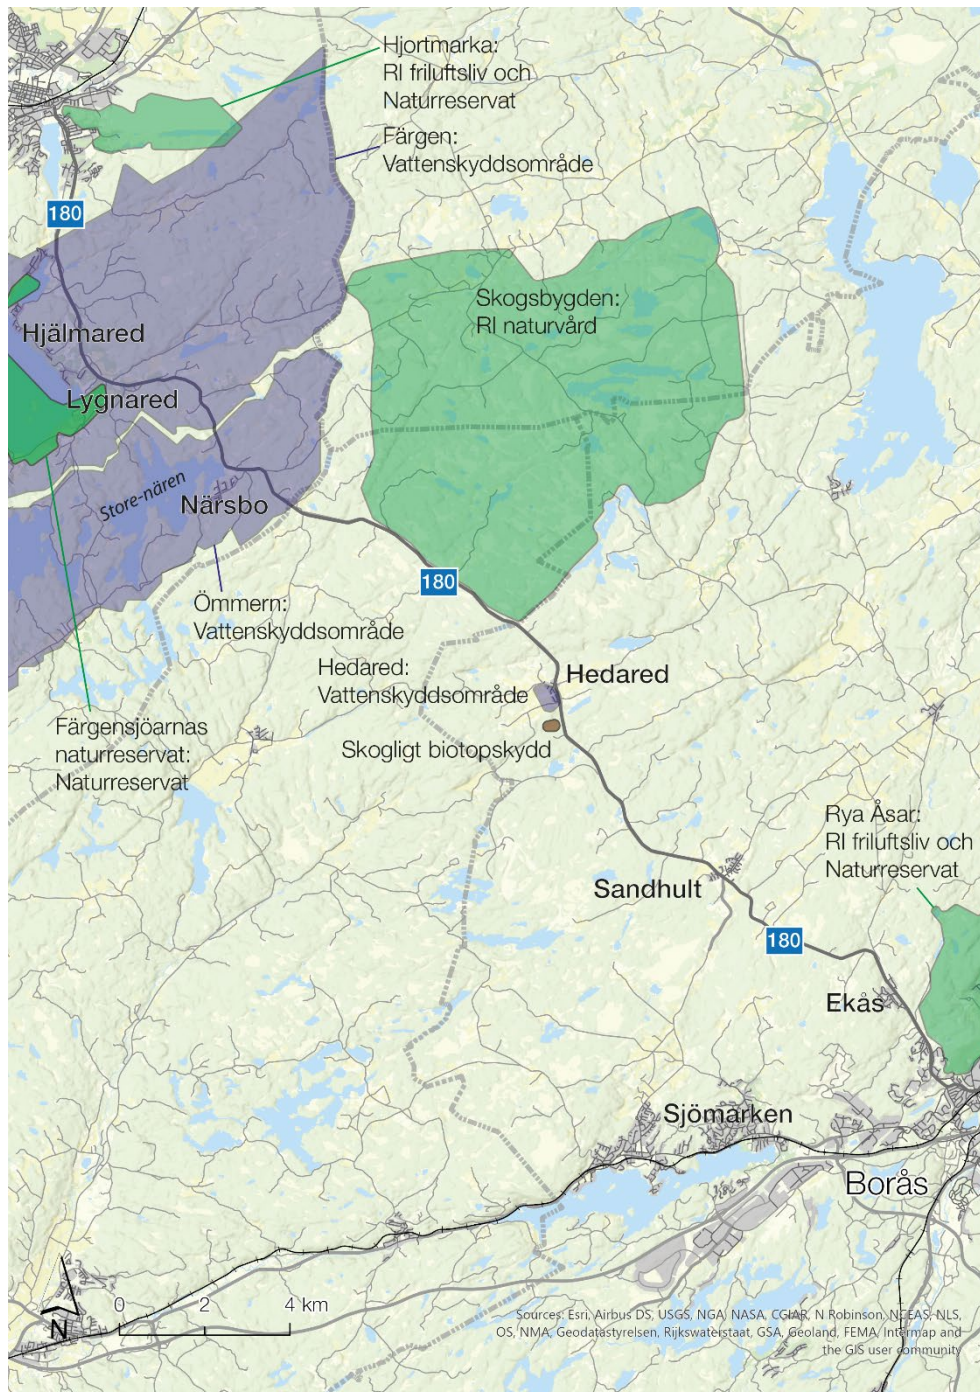 Hjortmarka:
RI friluftsliv och
Naturreservat
Färgen:
Vattenskyddsområde
180
Skogsbygden:
RI naturvård
Hjälmared
Lygnared
Store-nären
Närsbo
180
Ömmern:
Vattenskyddsområde
Hedared:
Vattenskyddsområde
Hedared
Färgensjöarnas
naturreservat:
Naturreservat
Skogligt biotopskydd
Rya Åsar:
RI friluftsliv och
Naturreservat
Sandhult
180
Ekås
Sjömarken
Borås
N
0 2 4 km
Sources: Esri, Airbus DS, USGS, NGA, NASA, CGIAR, N Robinson, NCEAS, NLS,
OS, NMA, Geodatastyrelsen, Rijkswaterstaat, GSA, Geoland, FEMA, Intermap and
the GIS user community